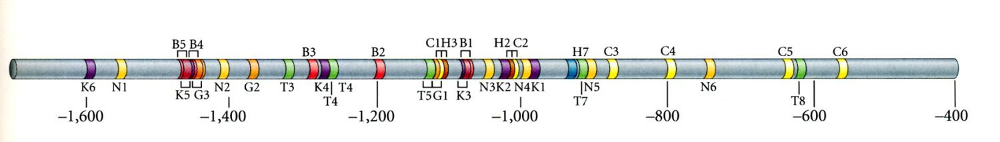 B5 B4 B3 B2 C1 H3 B1 H2 C2 H7 C3 C4 C5 C6
K6 N1 K5 G3 N2 G2 T3 K4 T4 T4 T5 G1 K3 N3 K2 N4 K1 T7 N5 N6 T8
–1,600 –1,400 –1,200 –1,000 –800 –600 –400